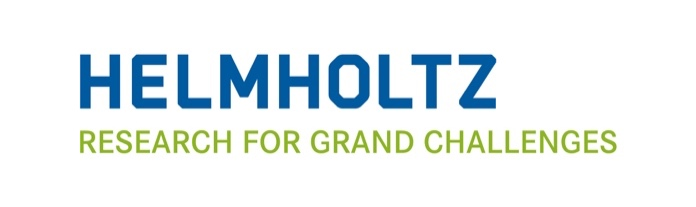 HELMHOLTZ
RESEARCH FOR GRAND CHALLENGES